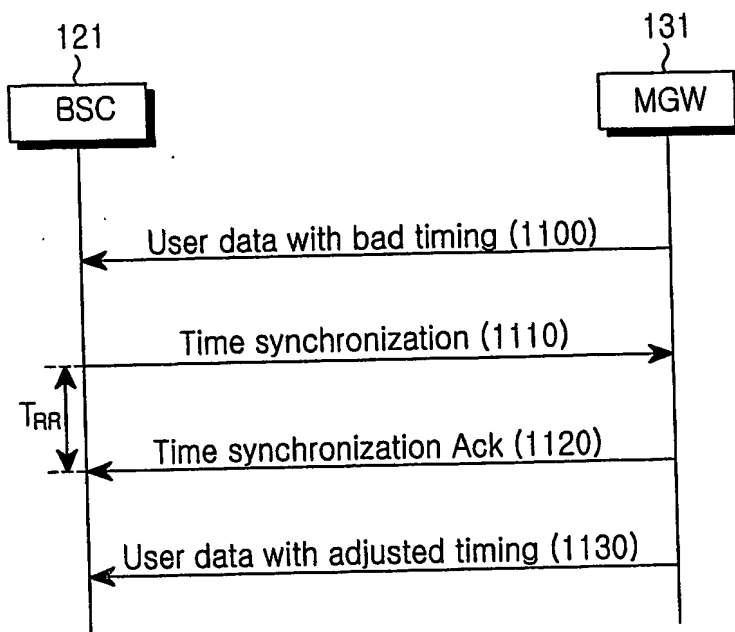 121
131
BSC
MGW
User data with bad timing (1100)
Time synchronization (1110)
TRR
Time synchronization Ack (1120)
User data with adjusted timing (1130)